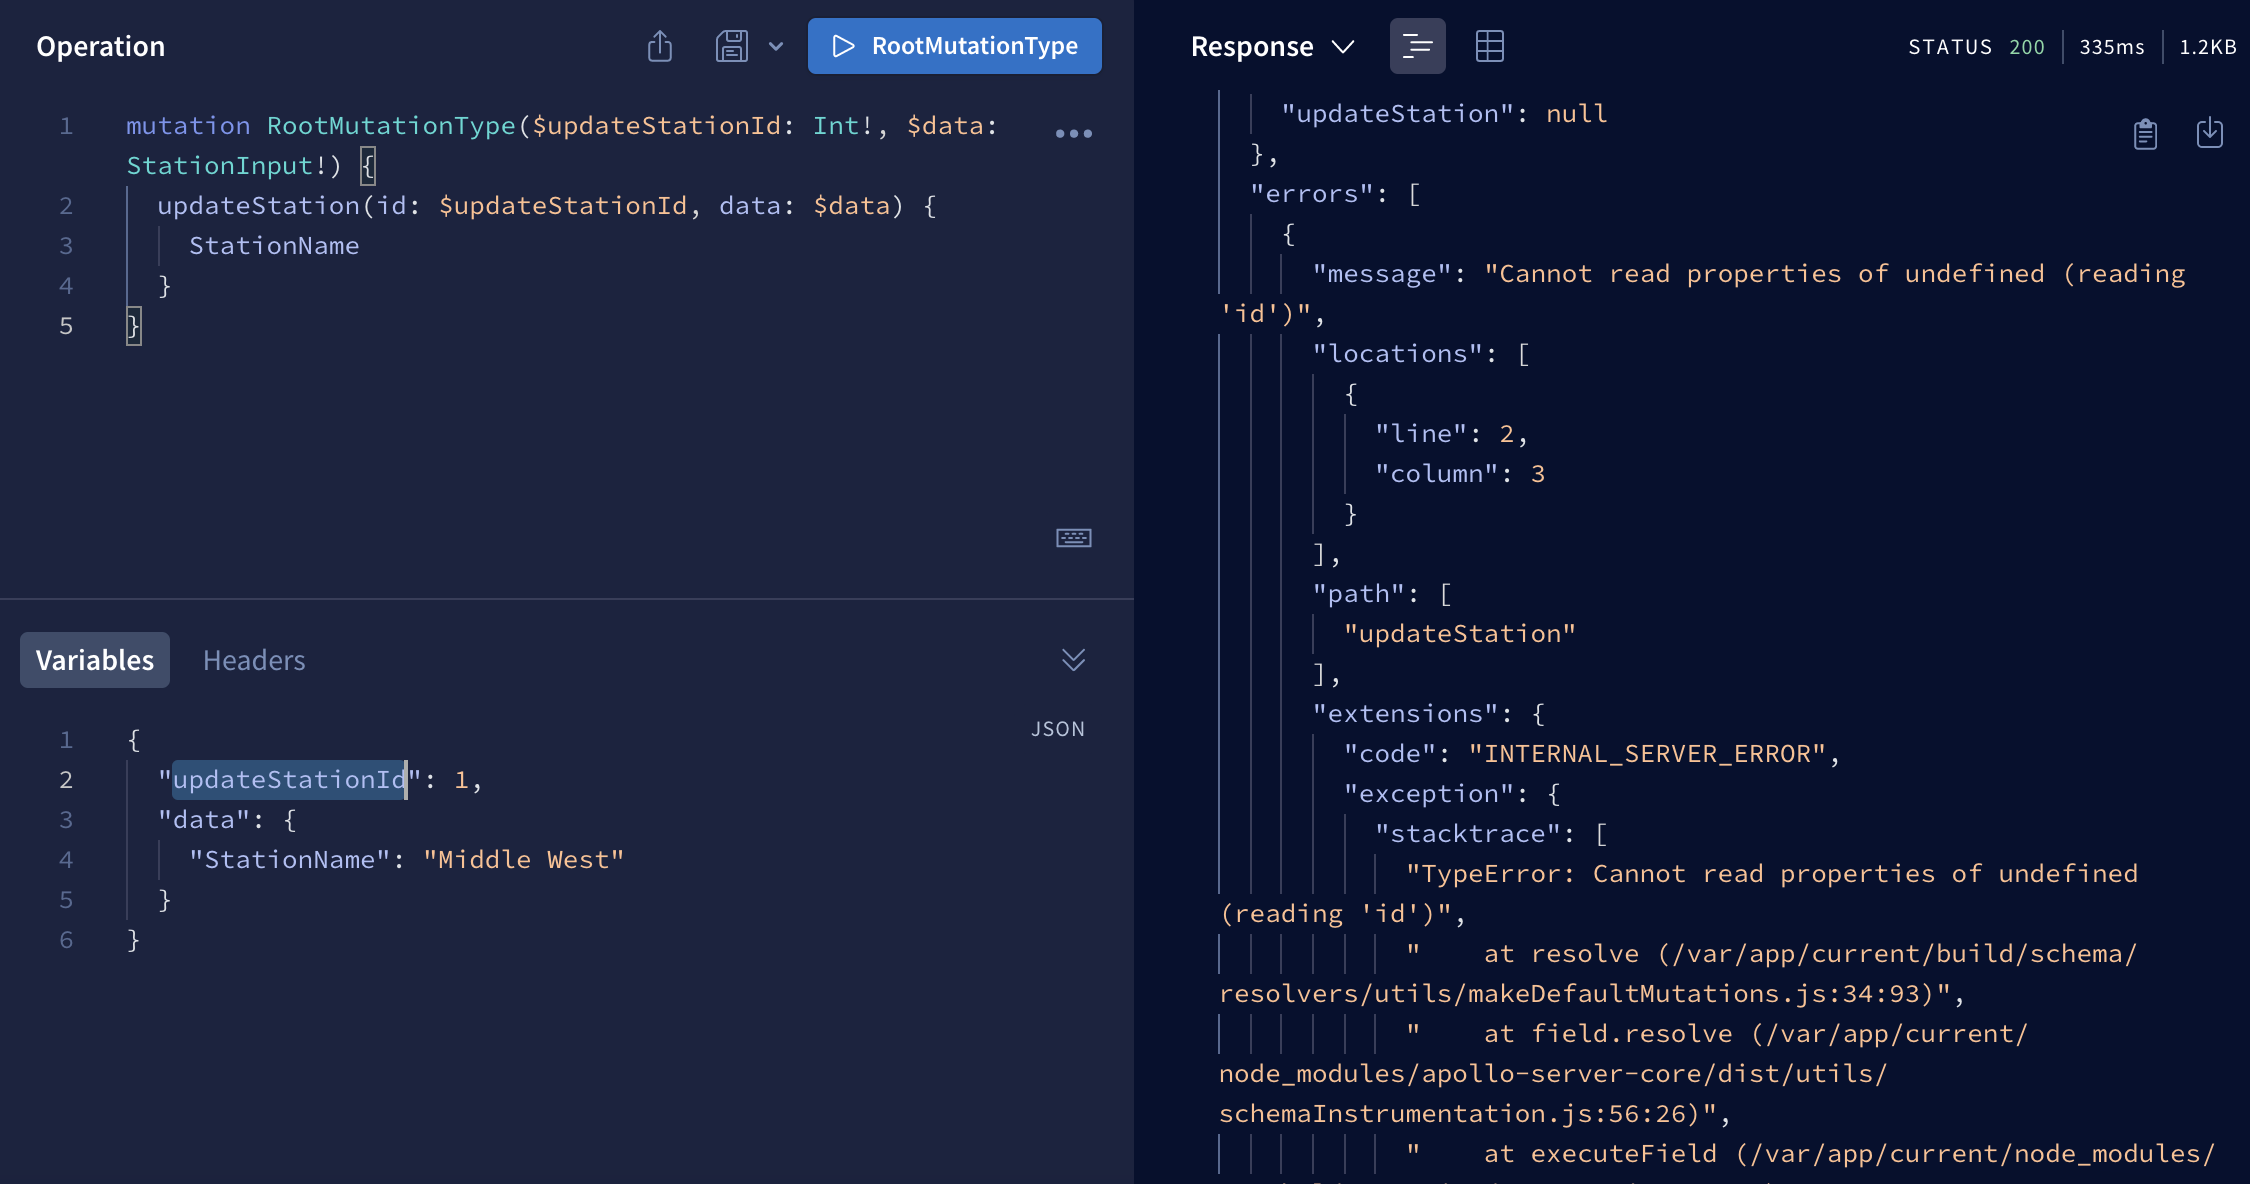 Operation
RootMutationType
1 mutation RootMutationType($updateStationId: Int!, $data:
StationInput!) {
2 updateStation(id: $updateStationId, data: $data) {
3 StationName
4 }
5 }
Variables Headers
JSON
1 {
2 "updateStationId": 1,
3 "data": {
4 "StationName": "Middle West"
5 }
6 }
Response
STATUS 200 335ms 1.2KB
"updateStation": null
},
"errors": [
{
"message": "Cannot read properties of undefined (reading
'id')",
"locations": [
{
"line": 2,
"column": 3
}
],
"path": [
"updateStation"
],
"extensions": {
"code": "INTERNAL_SERVER_ERROR",
"exception": {
"stacktrace": [
"TypeError: Cannot read properties of undefined
(reading 'id')",
"    at resolve (/var/app/current/build/schema/
resolvers/utils/makeDefaultMutations.js:34:93)",
"    at field.resolve (/var/app/current/
node_modules/apollo-server-core/dist/utils/
schemaInstrumentation.js:56:26)",
"    at executeField (/var/app/current/node_modules/